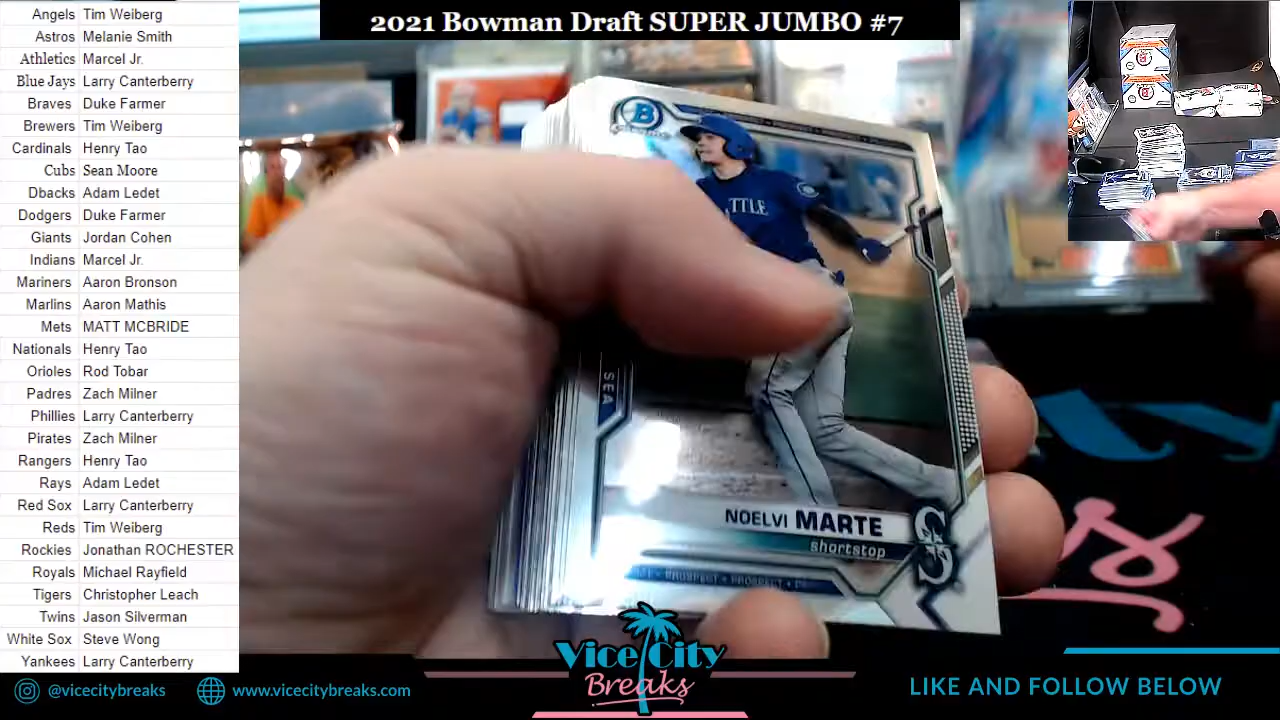 2021 Bowman Draft SUPER JUMBO #7
Angels Tim Weiberg
Astros Melanie Smith
Athletics Marcel Jr.
Blue Jays Larry Canterberry
Braves Duke Farmer
Brewers Tim Weiberg
Cardinals Henry Tao
Cubs Sean Moore
Dbacks Adam Ledet
Dodgers Duke Farmer
Giants Jordan Cohen
Indians Marcel Jr.
Mariners Aaron Bronson
Marlins Aaron Mathis
Mets MATT MCBRIDE
Nationals Henry Tao
Orioles Rod Tobar
Padres Zach Milner
Phillies Larry Canterberry
Pirates Zach Milner
Rangers Henry Tao
Rays Adam Ledet
Red Sox Larry Canterberry
Reds Tim Weiberg
Rockies Jonathan ROCHESTER
Royals Michael Rayfield
Tigers Christopher Leach
Twins Jason Silverman
White Sox Steve Wong
Yankees Larry Canterberry
B
TTLE
SEA
NOELVI MARTE
shortstop
PROSPECT • PROSPECT
Vice City
Breaks
@vicecitybreaks
www.vicecitybreaks.com
LIKE AND FOLLOW BELOW